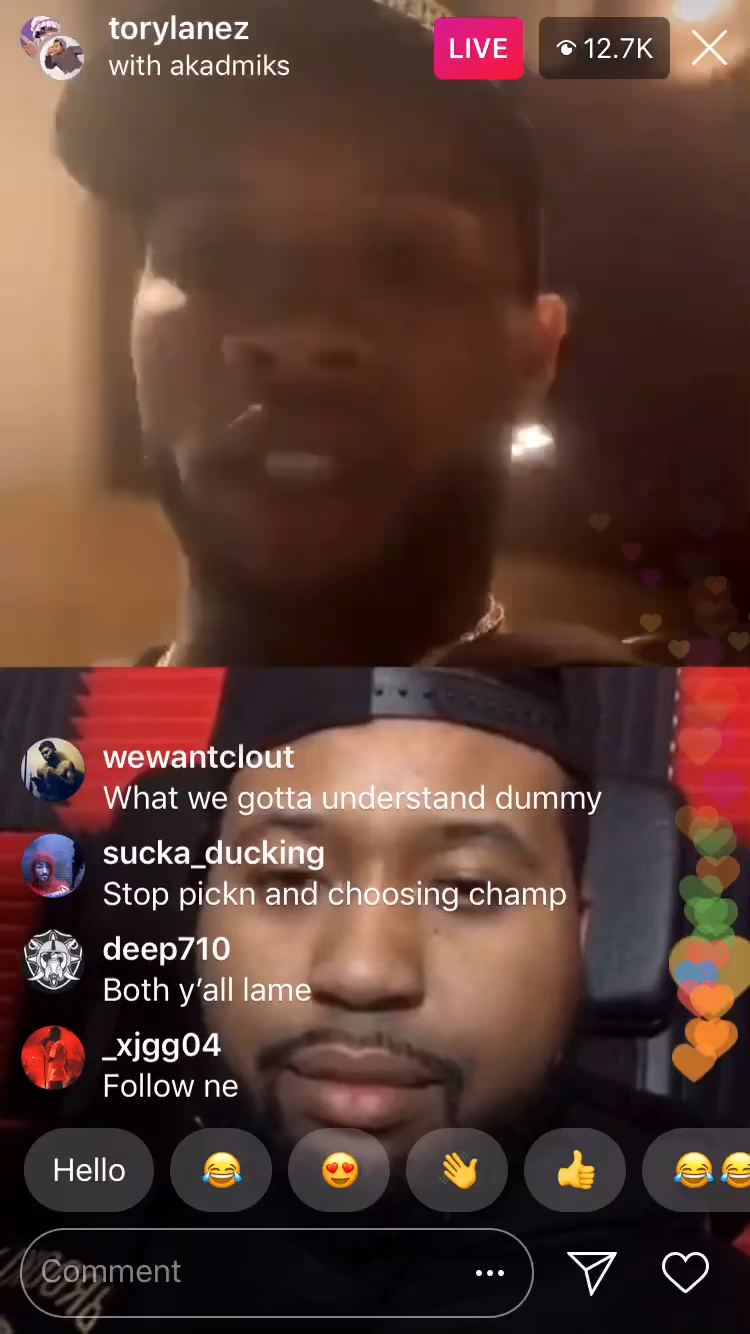 torylanez
with akadmiks
LIVE
12.7K
wewantclout
What we gotta understand dummy
sucka_ducking
Stop pickn and choosing champ
deep710
Both y’all lame
_xjgg04
Follow ne
Hello
Comment